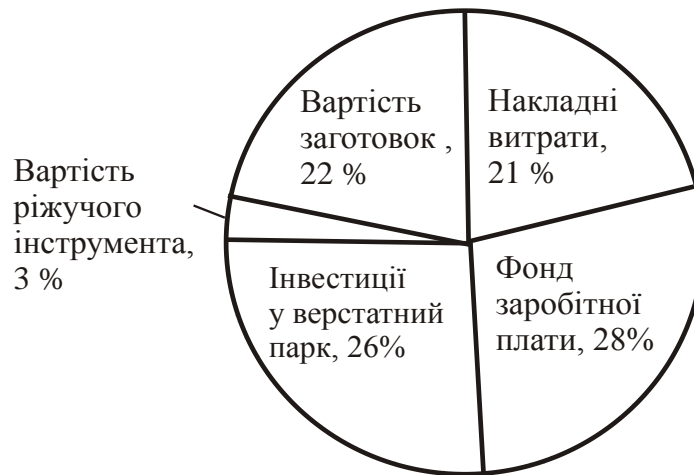 Вартість
заготовок ,
22 %
Накладні
витрати,
21 %
Вартість
ріжучого
інструмента,
3 %
Інвестиції
у верстатний
парк, 26%
Фонд
заробітної
плати, 28%